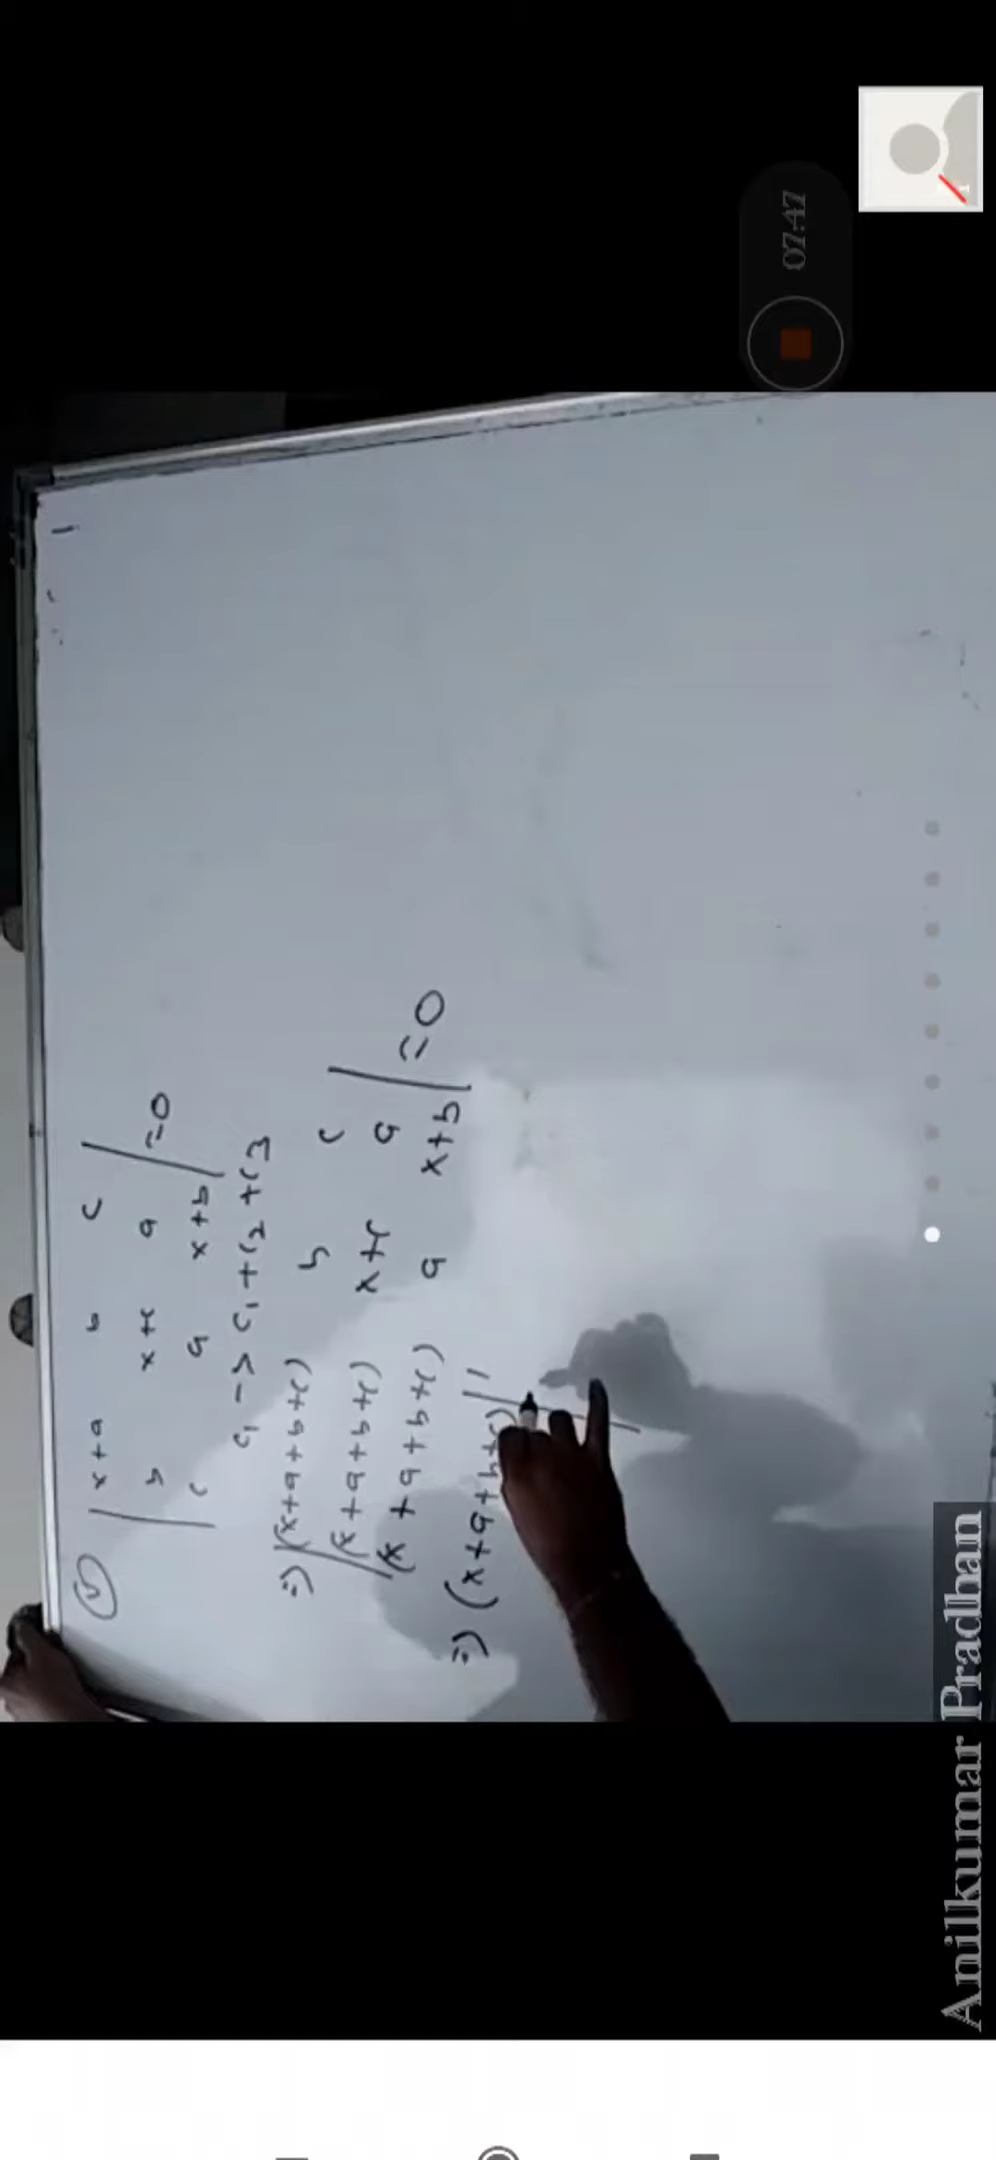 07:47
(v) | x+a b c |
| b x+c a | =0
| c a x+b |
c1 -> c1 + c2 + c3
=) | (x+a+b+c) b c |
| (x+a+b+c) x+c a | =0
| (x+a+b+c) a x+b |
=) (x+a+b+c) | 1
Anilkumar Pradhan